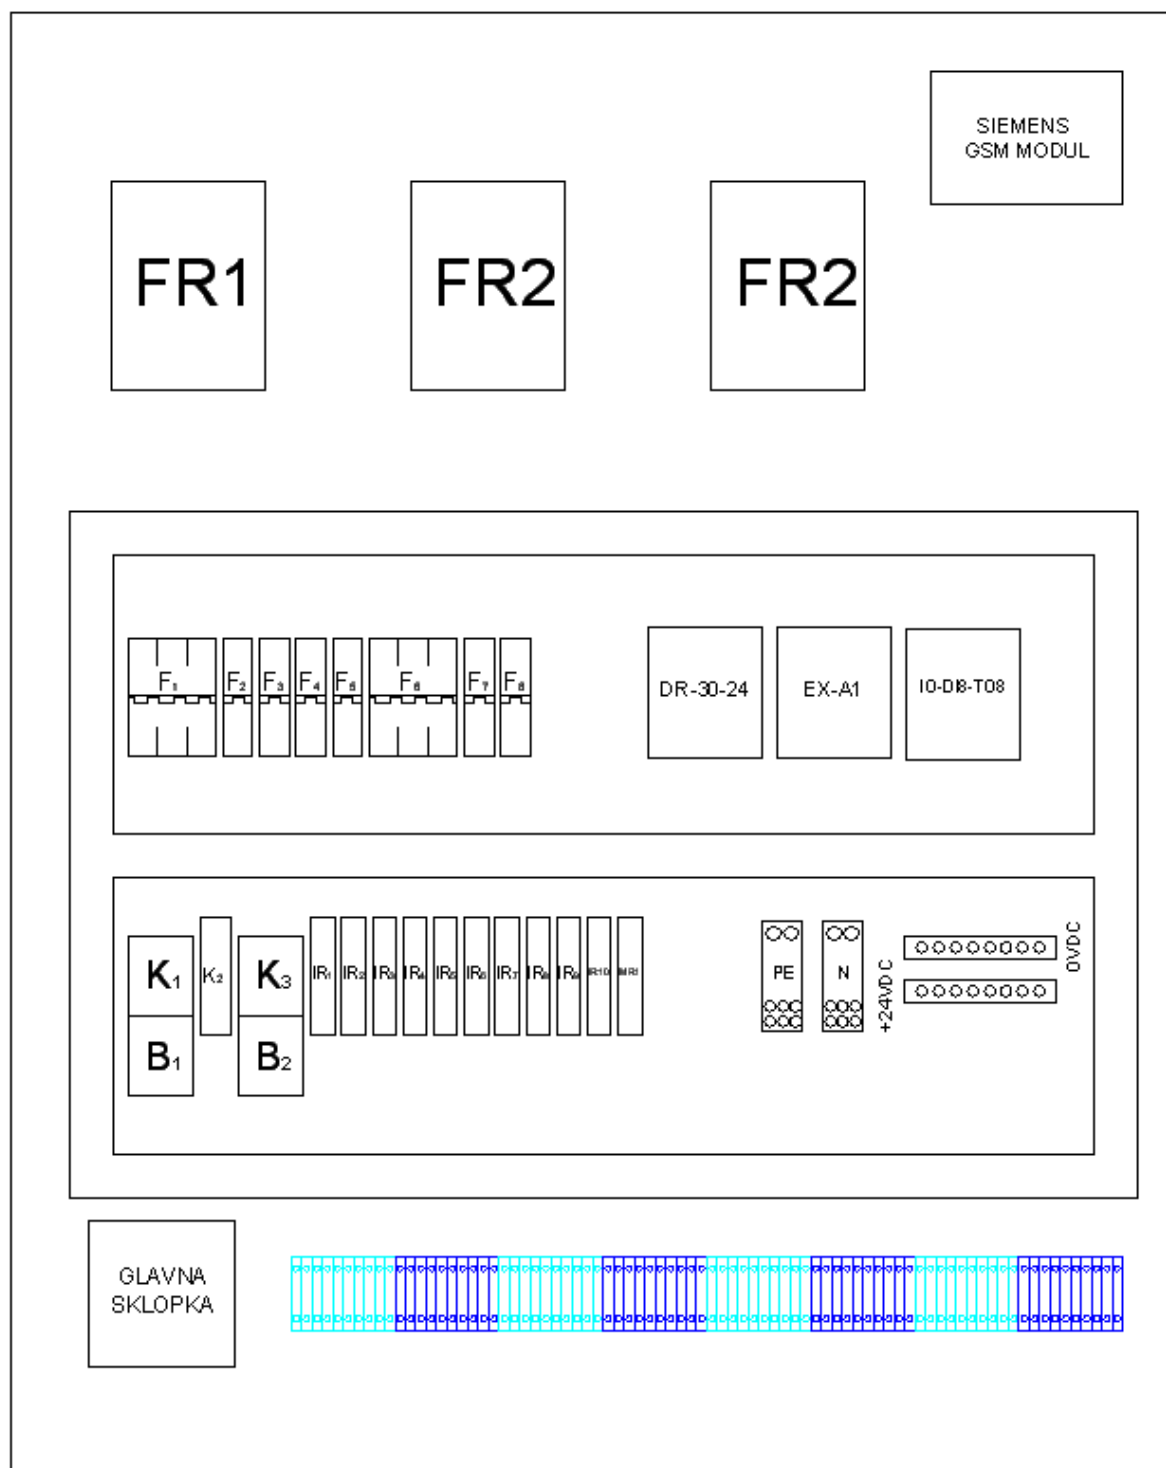 SIEMENS
GSM MODUL
FR1
FR2
FR2
F1
F2
F3
F4
F5
F6
F7
F8
DR-30-24
EX-A1
IO-DI8-TO8
K1
K2
K3
IR1
IR2
IR3
IR4
IR5
IR6
IR7
IR8
IR9
IR10
B1
B2
PE
N
+24VDC
0VDC
GLAVNA
SKLOPKA